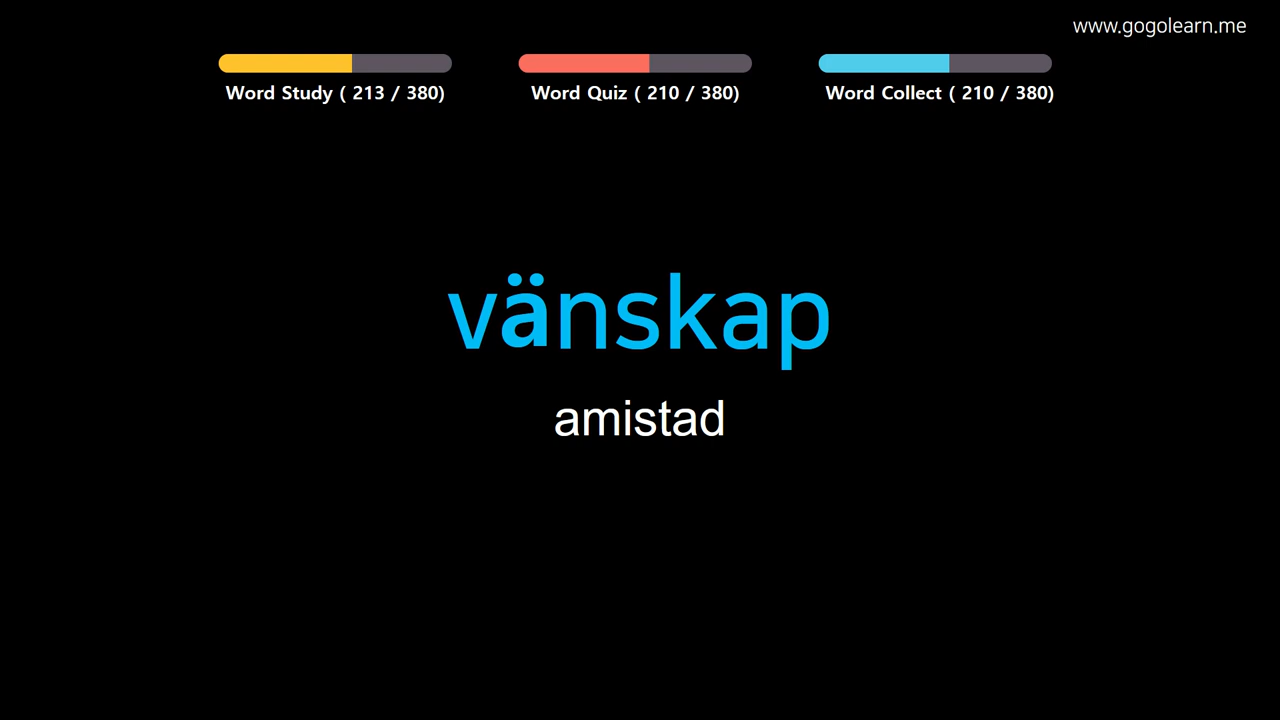 www.gogolearn.me
Word Study ( 213 / 380)
Word Quiz ( 210 / 380)
Word Collect ( 210 / 380)
vänskap
amistad